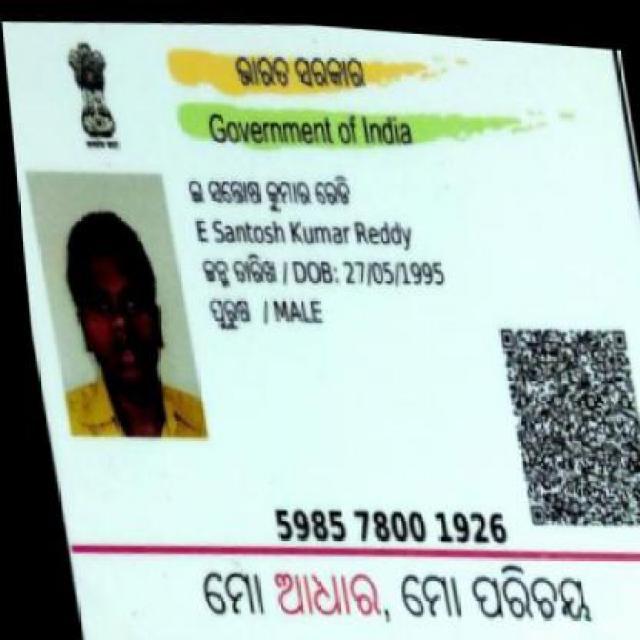 ଭାରତ ସରକାର
Government of India
ଇ ସନ୍ତୋଷ କୁମାର ରେଡି
E Santosh Kumar Reddy
ଜନ୍ମ ତାରିଖ / DOB: 27/05/1995
ପୁରୁଷ / MALE
5985 7800 1926
ମୋ ଆଧାର, ମୋ ପରିଚୟ